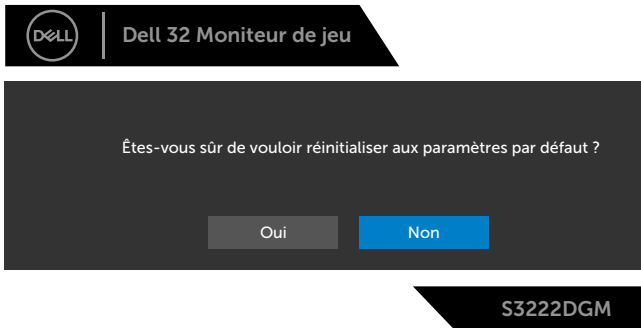 DELL
Dell 32 Moniteur de jeu
Êtes-vous sûr de vouloir réinitialiser aux paramètres par défaut ?
Oui
Non
S3222DGM